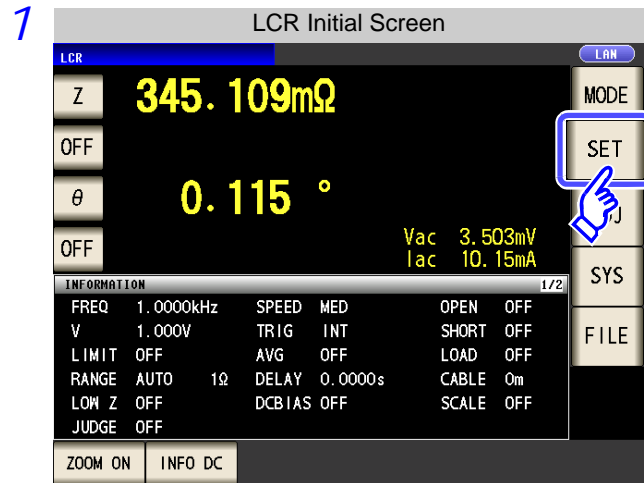 1
LCR Initial Screen
LCR
LAN
Z 345.109mΩ
MODE
OFF
SET
θ 0.115 °
OFF
Vac 3.503mV
Iac 10.15mA
SYS
INFORMATION 1/2
FREQ 1.0000kHz SPEED MED OPEN OFF
V 1.000V TRIG INT SHORT OFF
FILE
LIMIT OFF AVG OFF LOAD OFF
RANGE AUTO 1Ω DELAY 0.0000s CABLE 0m
LOW Z OFF DCBIAS OFF SCALE OFF
JUDGE OFF
ZOOM ON INFO DC